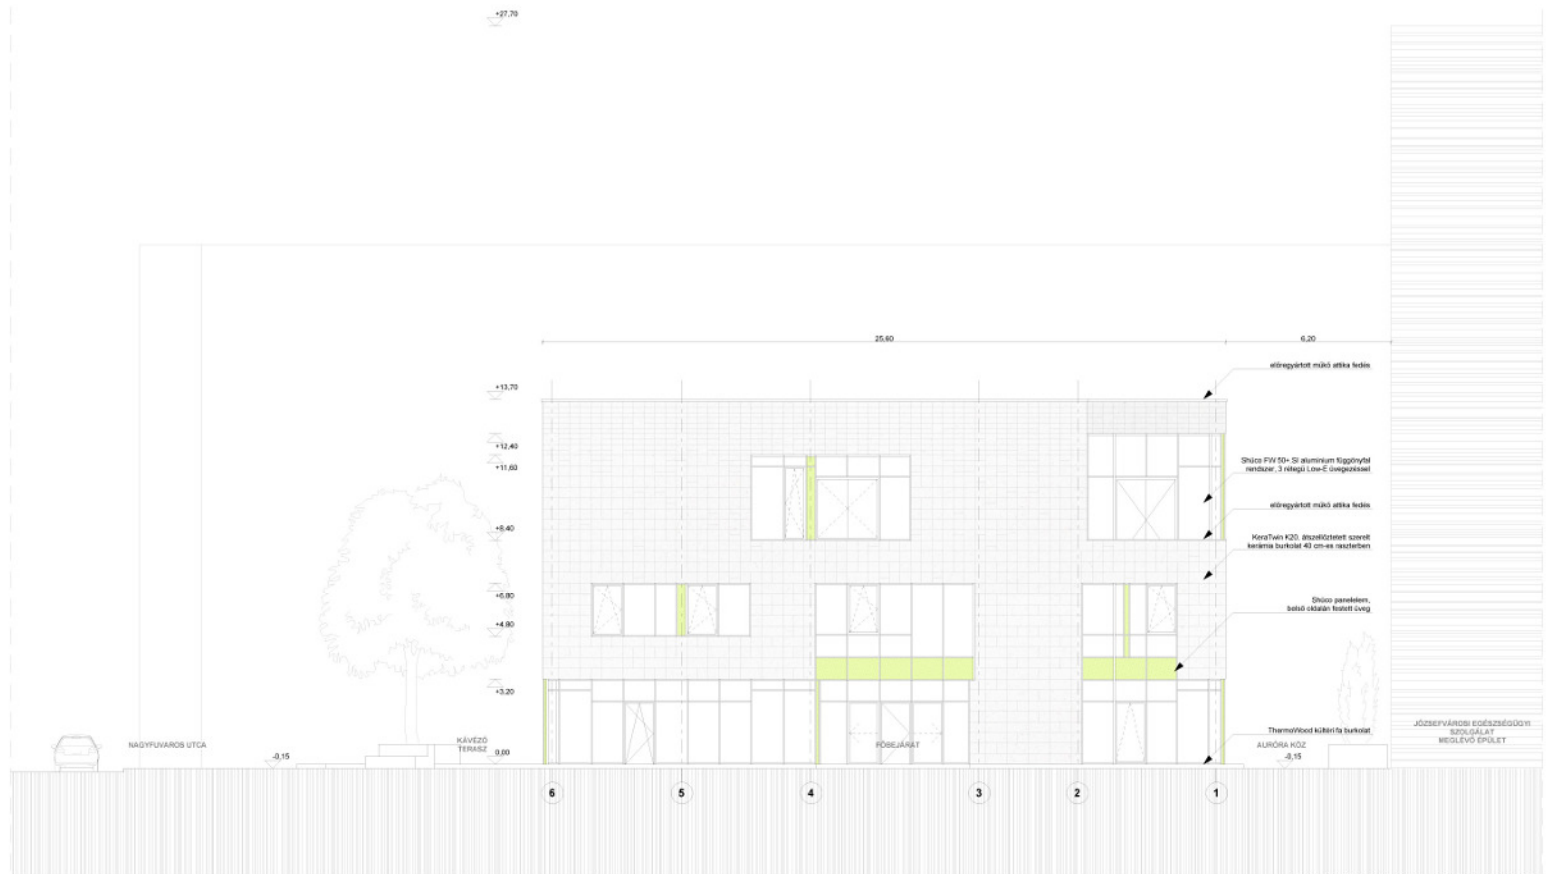 +27,70
25,60
6,20
előregyártott műkő attika fedés
+13,70
+12,40
+11,60
Shüco FW 50+.SI aluminium függönyfal
rendszer, 3 rétegű Low-E üvegezéssel
előregyártott műkő attika fedés
+8,40
KeraTwin K20. átszellőztetett szerelt
kerámia burkolat 40 cm-es raszterben
+6,80
Shüco panelelem,
belső oldalán festett üveg
+4,80
+3,20
JÓZSEFVÁROSI EGÉSZSÉGÜGYI
SZOLGÁLAT
MEGLÉVŐ ÉPÜLET
ThermoWood kültéri fa burkolat
NAGYFUVAROS UTCA
KÁVÉZÓ
TERASZ
FŐBEJÁRAT
AURÓRA KÖZ
0,00
-0,15
-0,15
6
5
4
3
2
1